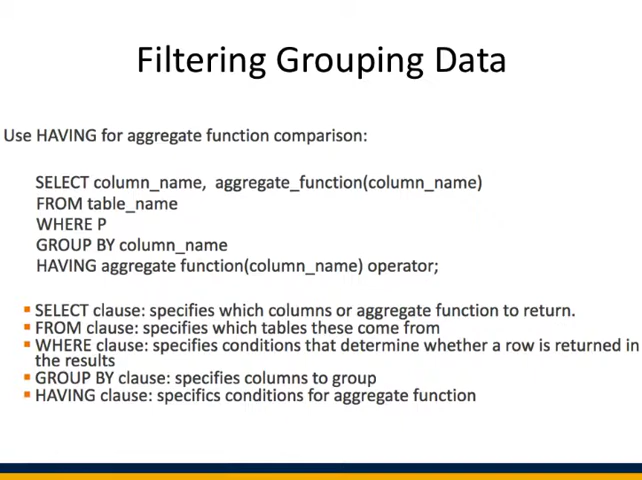 Filtering Grouping Data
Use HAVING for aggregate function comparison:
SELECT column_name, aggregate_function(column_name)
FROM table_name
WHERE P
GROUP BY column_name
HAVING aggregate function(column_name) operator;
▪ SELECT clause: specifies which columns or aggregate function to return.
▪ FROM clause: specifies which tables these come from
▪ WHERE clause: specifies conditions that determine whether a row is returned in
the results
▪ GROUP BY clause: specifies columns to group
▪ HAVING clause: specifics conditions for aggregate function